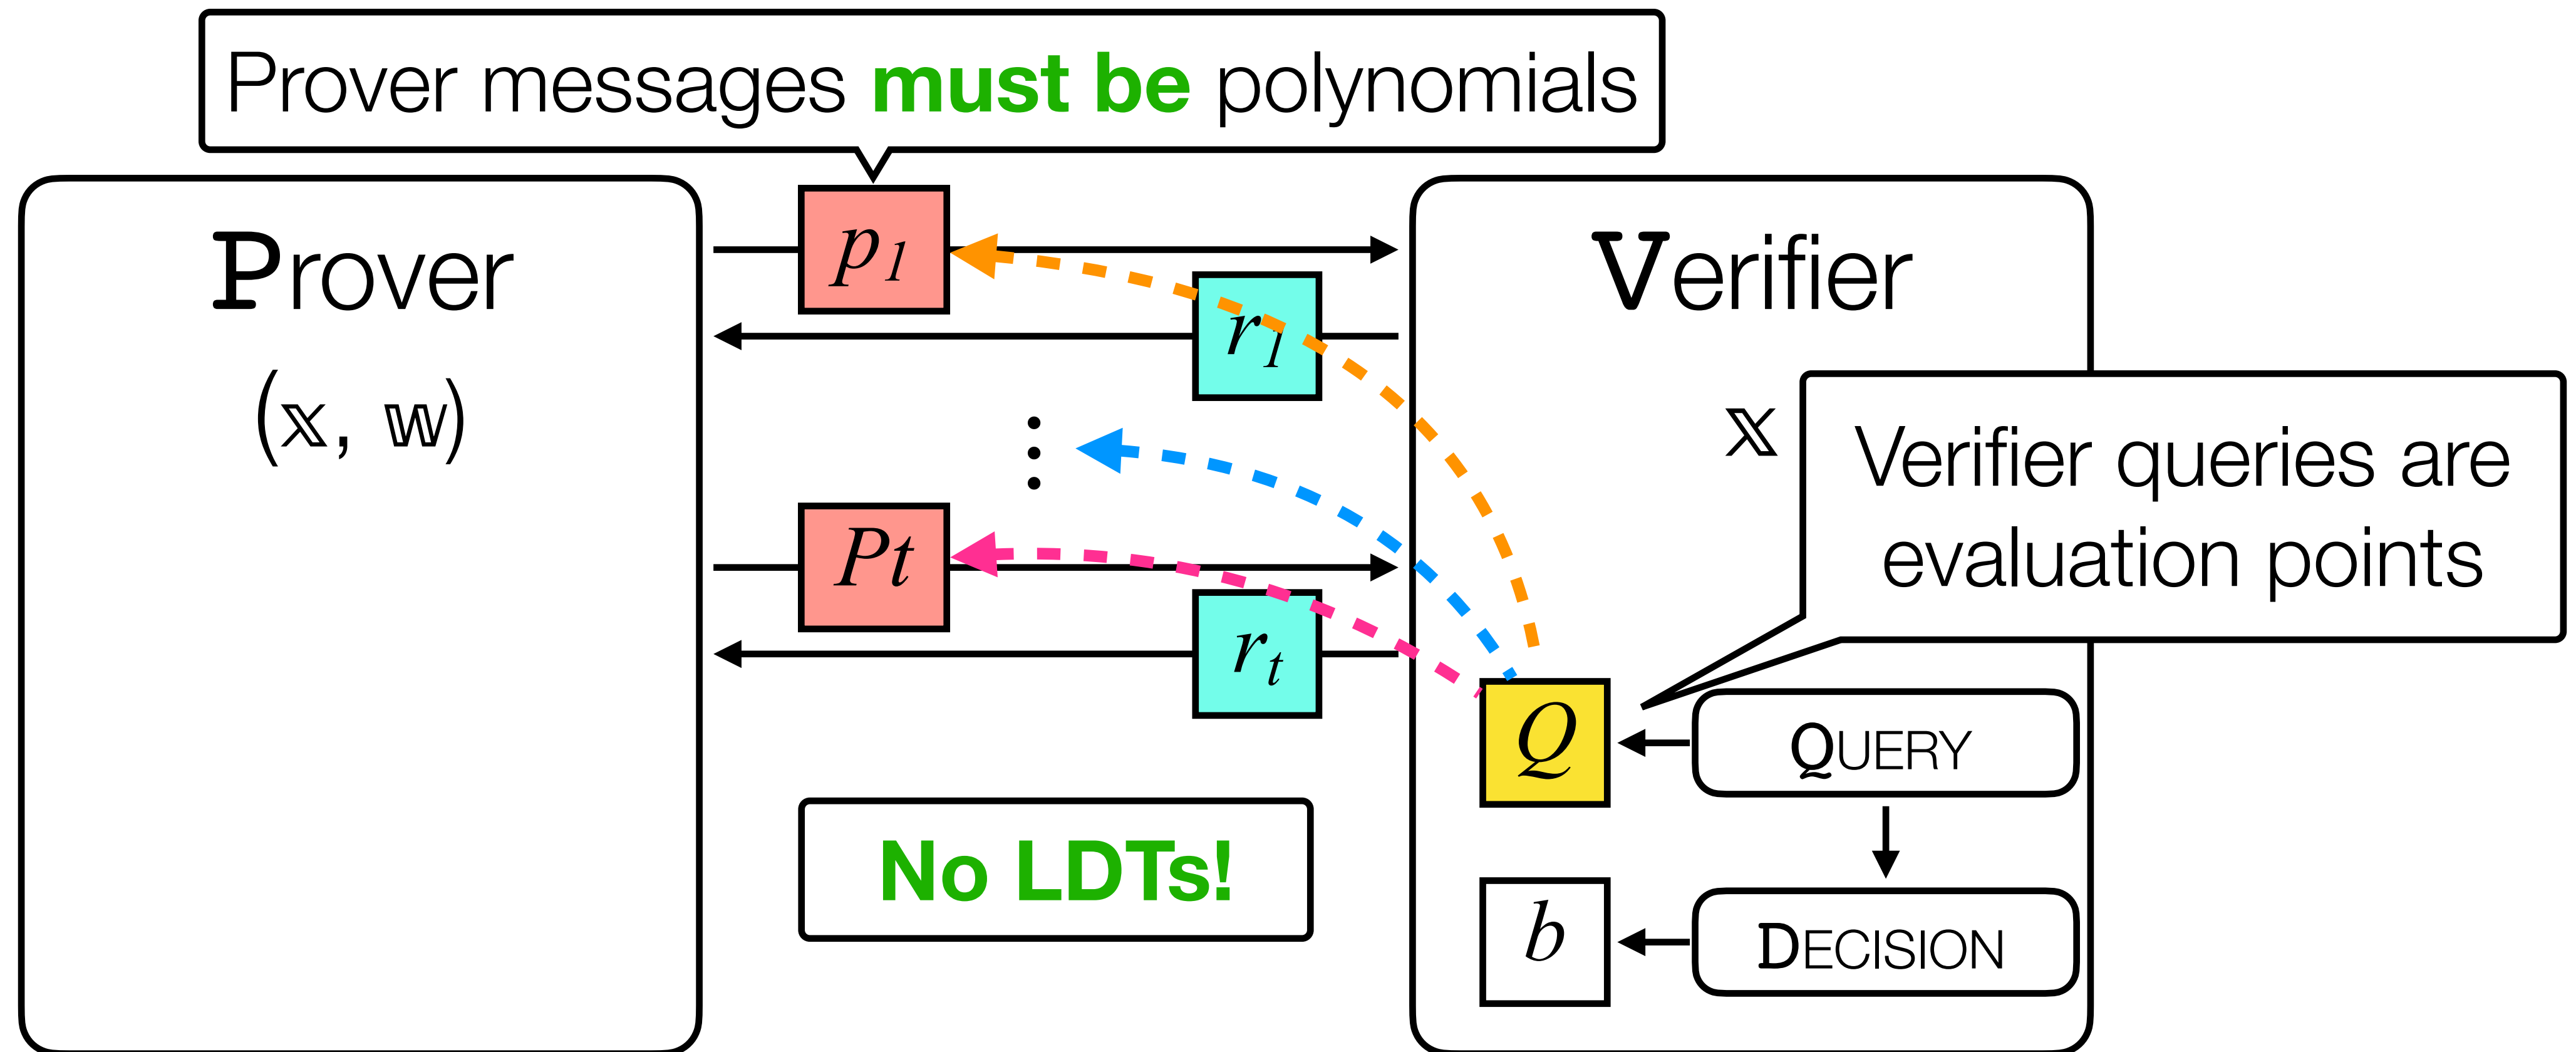 Prover messages must be polynomials
Prover
(𝕩, 𝕨)
p₁
r₁
Pt
rₜ
No LDTs!
Verifier
𝕩
Verifier queries are
evaluation points
Q
QUERY
b
DECISION